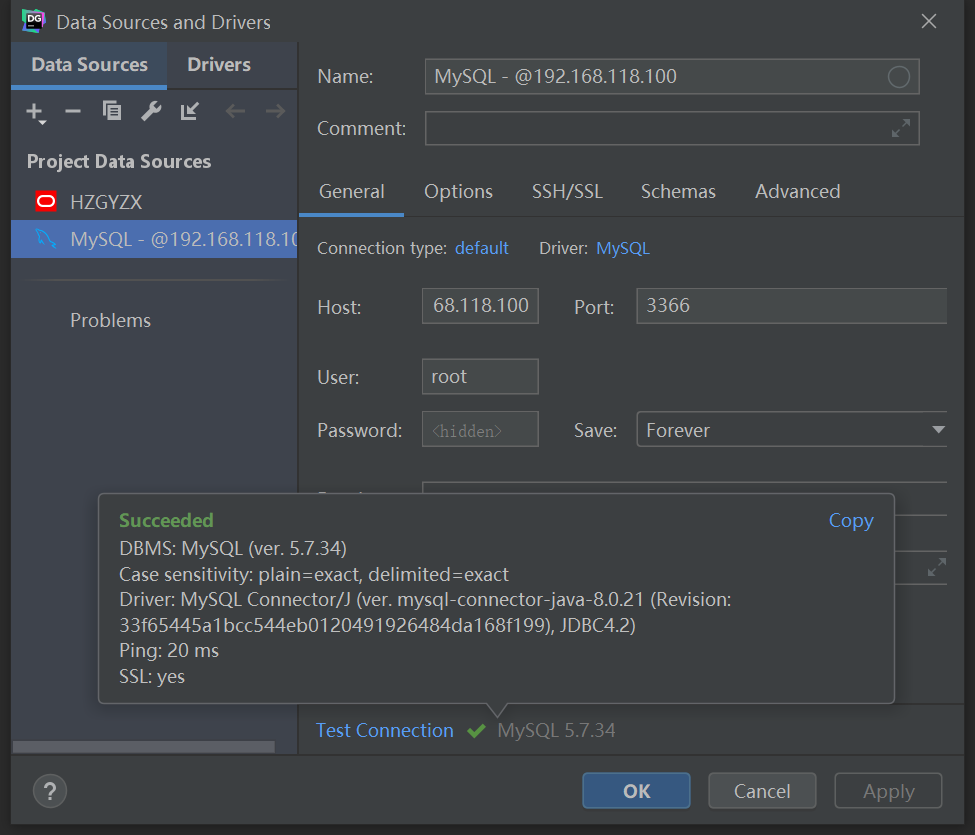 DG Data Sources and Drivers
Data Sources Drivers
Name: MySQL - @192.168.118.100
Comment:
Project Data Sources
HZGYZX
MySQL - @192.168.118.10
General Options SSH/SSL Schemas Advanced
Connection type: default Driver: MySQL
Host: 68.118.100 Port: 3366
Problems
User: root
Password: <hidden> Save: Forever
Succeeded Copy
DBMS: MySQL (ver. 5.7.34)
Case sensitivity: plain=exact, delimited=exact
Driver: MySQL Connector/J (ver. mysql-connector-java-8.0.21 (Revision:
33f65445a1bcc544eb0120491926484da168f199), JDBC4.2)
Ping: 20 ms
SSL: yes
Test Connection MySQL 5.7.34
? OK Cancel Apply